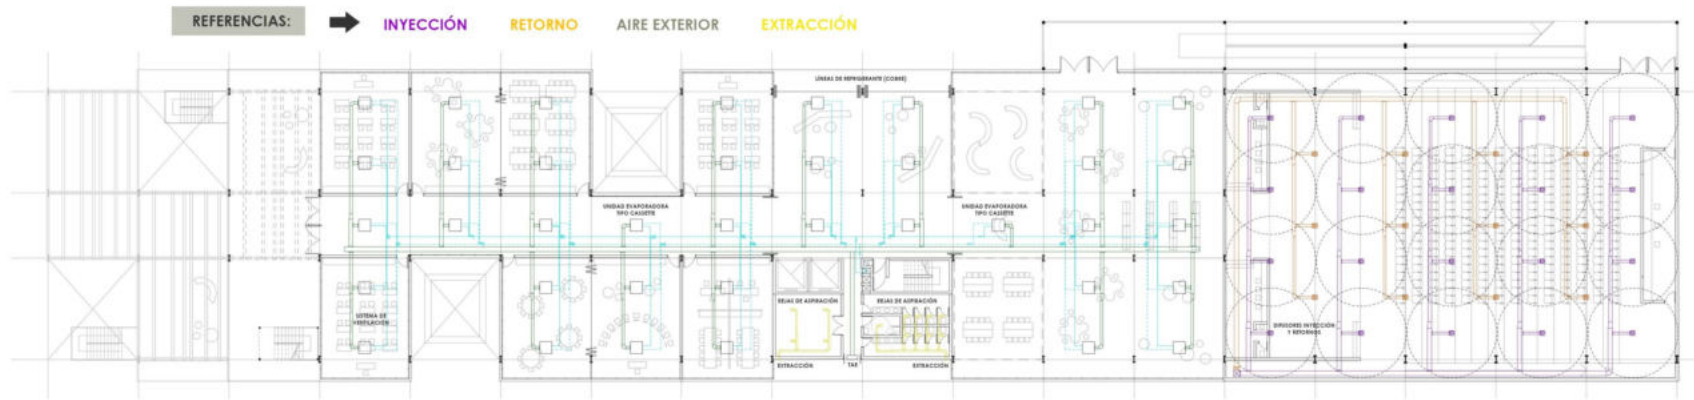 REFERENCIAS: INYECCIÓN RETORNO AIRE EXTERIOR EXTRACCIÓN
LÍNEAS DE REFRIGERANTE (COBRE)
UNIDAD EVAPORADORA
TIPO CASSETTE
UNIDAD EVAPORADORA
TIPO CASSETTE
SISTEMA DE
VENTILACIÓN
REJAS DE ASPIRACIÓN
REJAS DE ASPIRACIÓN
DIFUSORES INYECCIÓN
Y RETORNOS
EXTRACCIÓN
TAE
EXTRACCIÓN